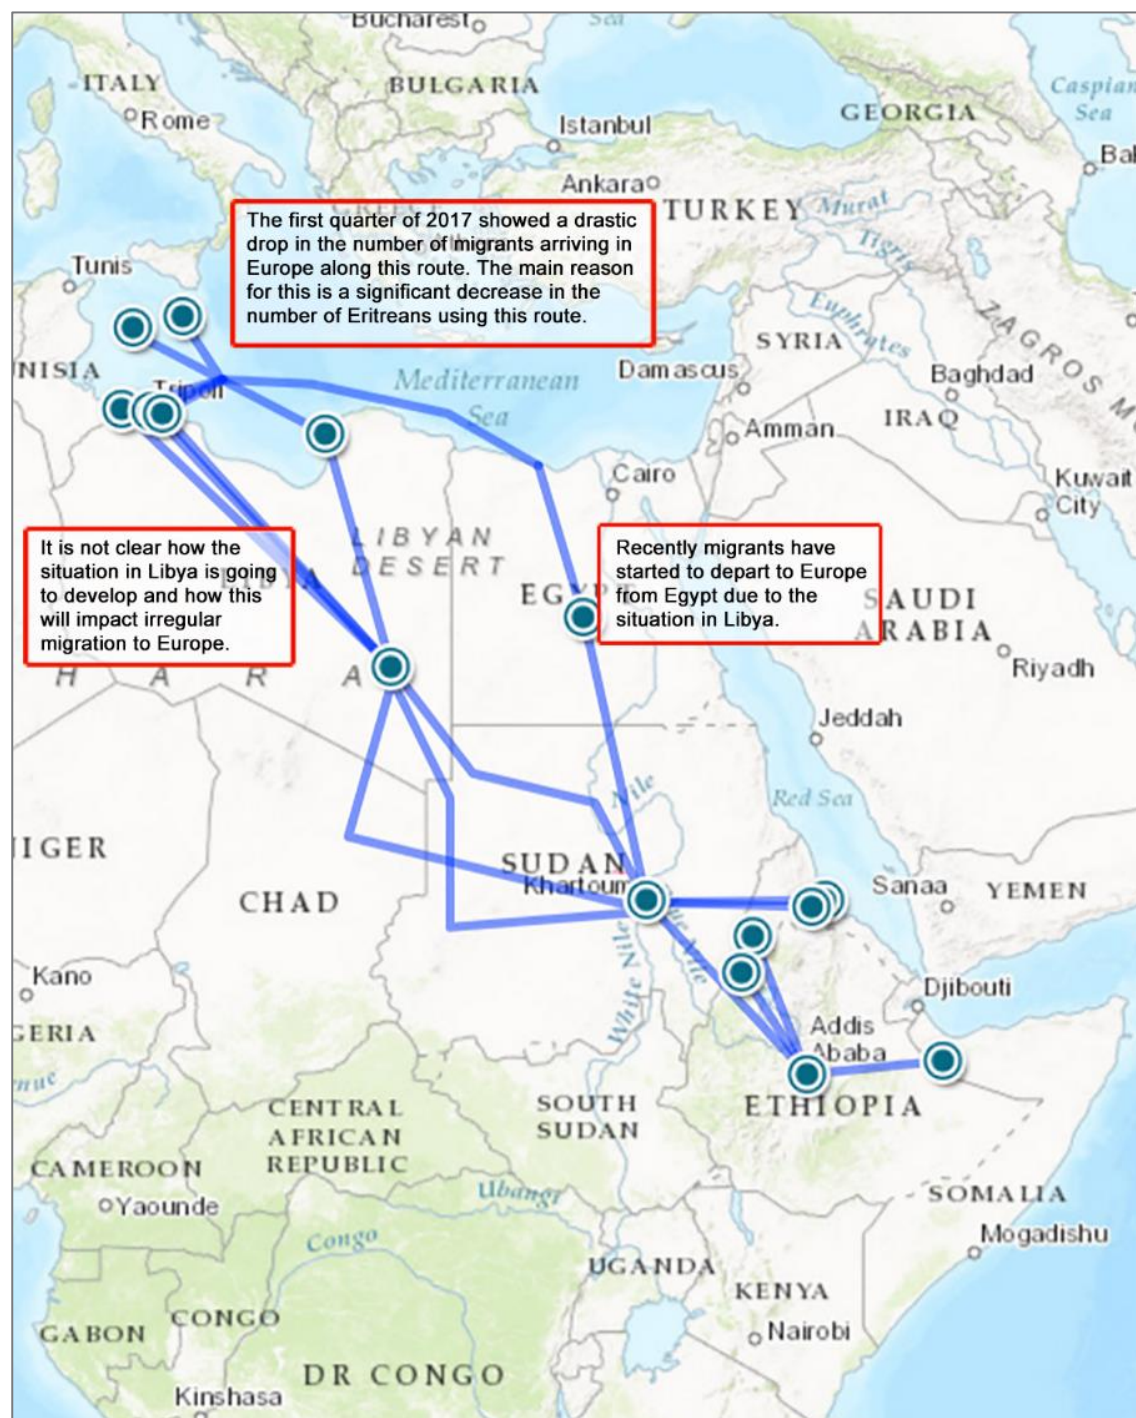 Bucharest
Sea
ITALY
BULGARIA
Caspian
Sea
GEORGIA
Rome
Istanbul
Ankara
TURKEY
Murat
Tigris
The first quarter of 2017 showed a drastic
drop in the number of migrants arriving in
Europe along this route. The main reason
for this is a significant decrease in the
number of Eritreans using this route.
Tunis
Euphrates
ZAGROS M
SYRIA
NISIA
Tripoli
Mediterranean
Sea
Damascus
Baghdad
IRAQ
Amman
Cairo
Kuwait
City
LIBYAN
DESERT
It is not clear how the
situation in Libya is going
to develop and how this
will impact irregular
migration to Europe.
EGYPT
Recently migrants have
started to depart to Europe
from Egypt due to the
situation in Libya.
SAUDI
ARABIA
Riyadh
H A R A
Jeddah
Nile
Red Sea
IGER
SUDAN
Khartoum
CHAD
Sanaa
YEMEN
White Nile
Kano
Djibouti
GERIA
Addis
Ababa
ETHIOPIA
CENTRAL
AFRICAN
REPUBLIC
SOUTH
SUDAN
CAMEROON
Yaounde
Ubangi
SOMALIA
Mogadishu
Congo
UGANDA
KENYA
Nairobi
CONGO
GABON
DR CONGO
Kinshasa